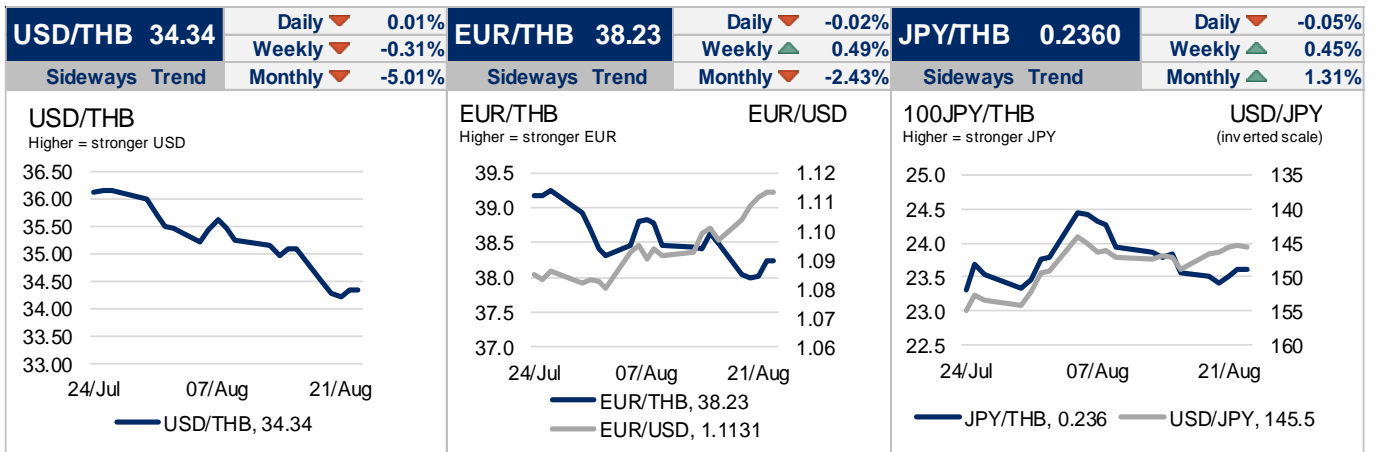 USD/THB 34.34
Daily 0.01%
Weekly -0.31%
Sideways Trend
Monthly -5.01%
EUR/THB 38.23
Daily -0.02%
Weekly 0.49%
Sideways Trend
Monthly -2.43%
JPY/THB 0.2360
Daily -0.05%
Weekly 0.45%
Sideways Trend
Monthly 1.31%
USD/THB
Higher = stronger USD
36.50
36.00
35.50
35.00
34.50
34.00
33.50
33.00
24/Jul 07/Aug 21/Aug
USD/THB, 34.34
EUR/THB EUR/USD
Higher = stronger EUR
39.5 1.12
39.0 1.11
38.5 1.10
38.0 1.09
37.5 1.08
37.0 1.07
1.06
24/Jul 07/Aug 21/Aug
EUR/THB, 38.23
EUR/USD, 1.1131
100JPY/THB USD/JPY
Higher = stronger JPY (inverted scale)
25.0 135
24.5 140
24.0 145
23.5 150
23.0 155
22.5 160
24/Jul 07/Aug 21/Aug
JPY/THB, 0.236 USD/JPY, 145.5